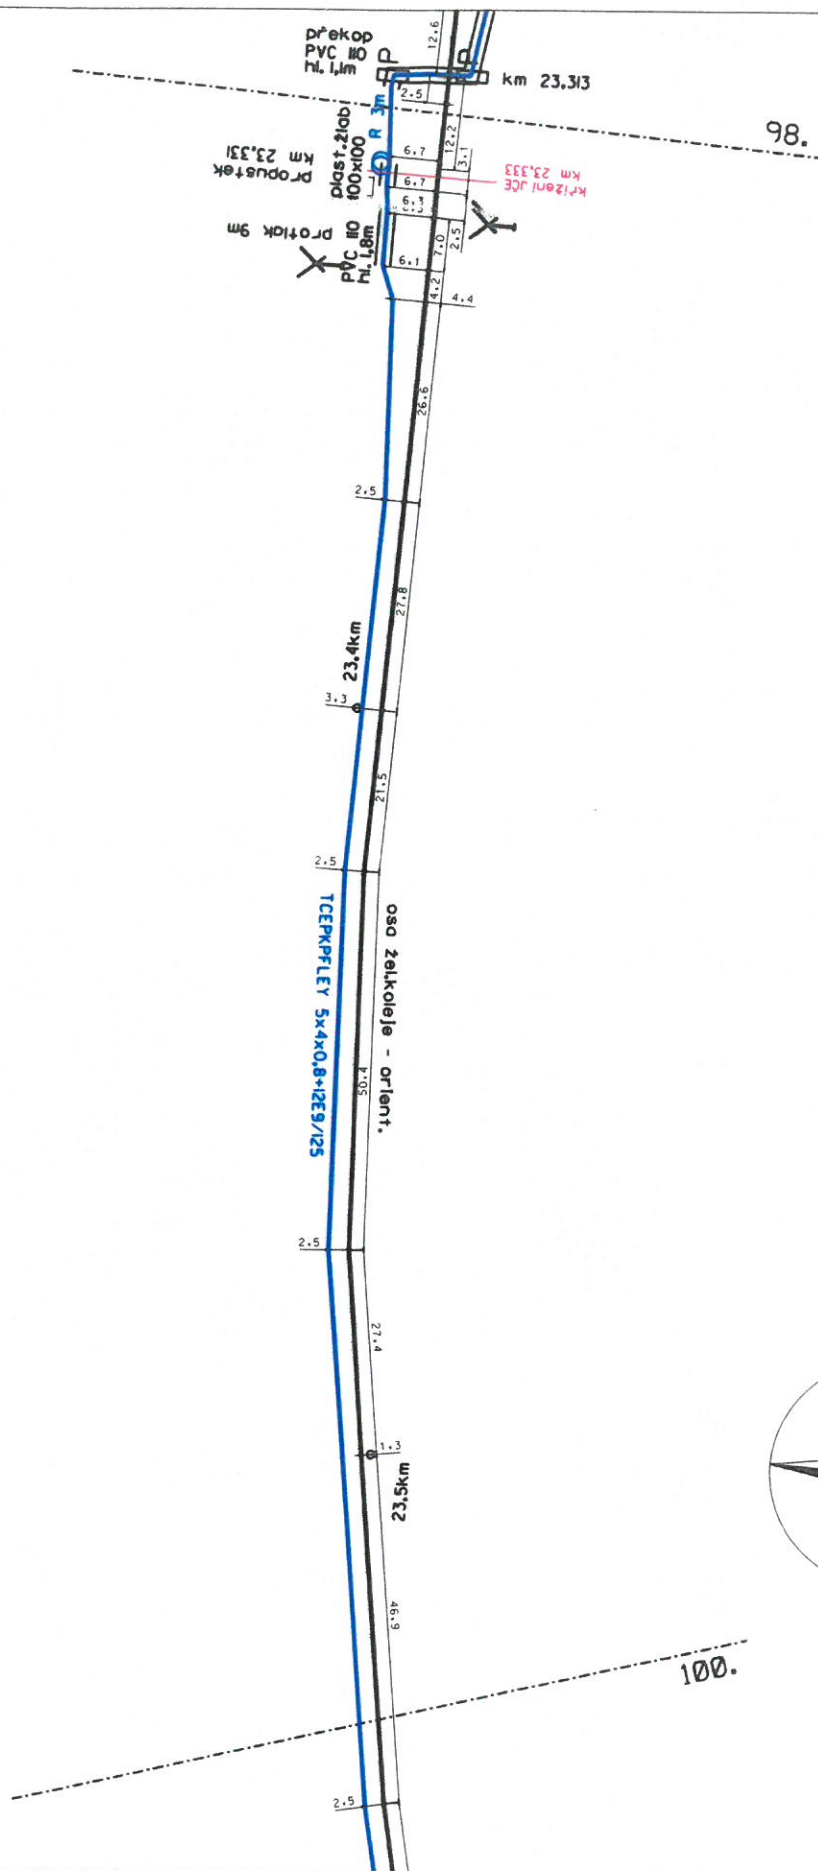 12.6
překop
PVC 110
hl. 1,1m
P
P
km 23,313
2.5
98.
R 3m
12.2
3.1
plast.žlab
100x100
propustek
km 23,331
6.7
6.7
křížení JČE
km 23,333
6.3
protlak 9m
PVC 110
hl. 1,8m
7.0
2.5
6.1
4.2
4.4
26.6
2.5
27.8
23,4km
3.3
21.5
2.5
TCEPKPFLEY 5x4x0,8+12E9/125
osa žel.koleje - orient.
50.4
2.5
27.4
1.3
23,5km
46.9
100.
2.5